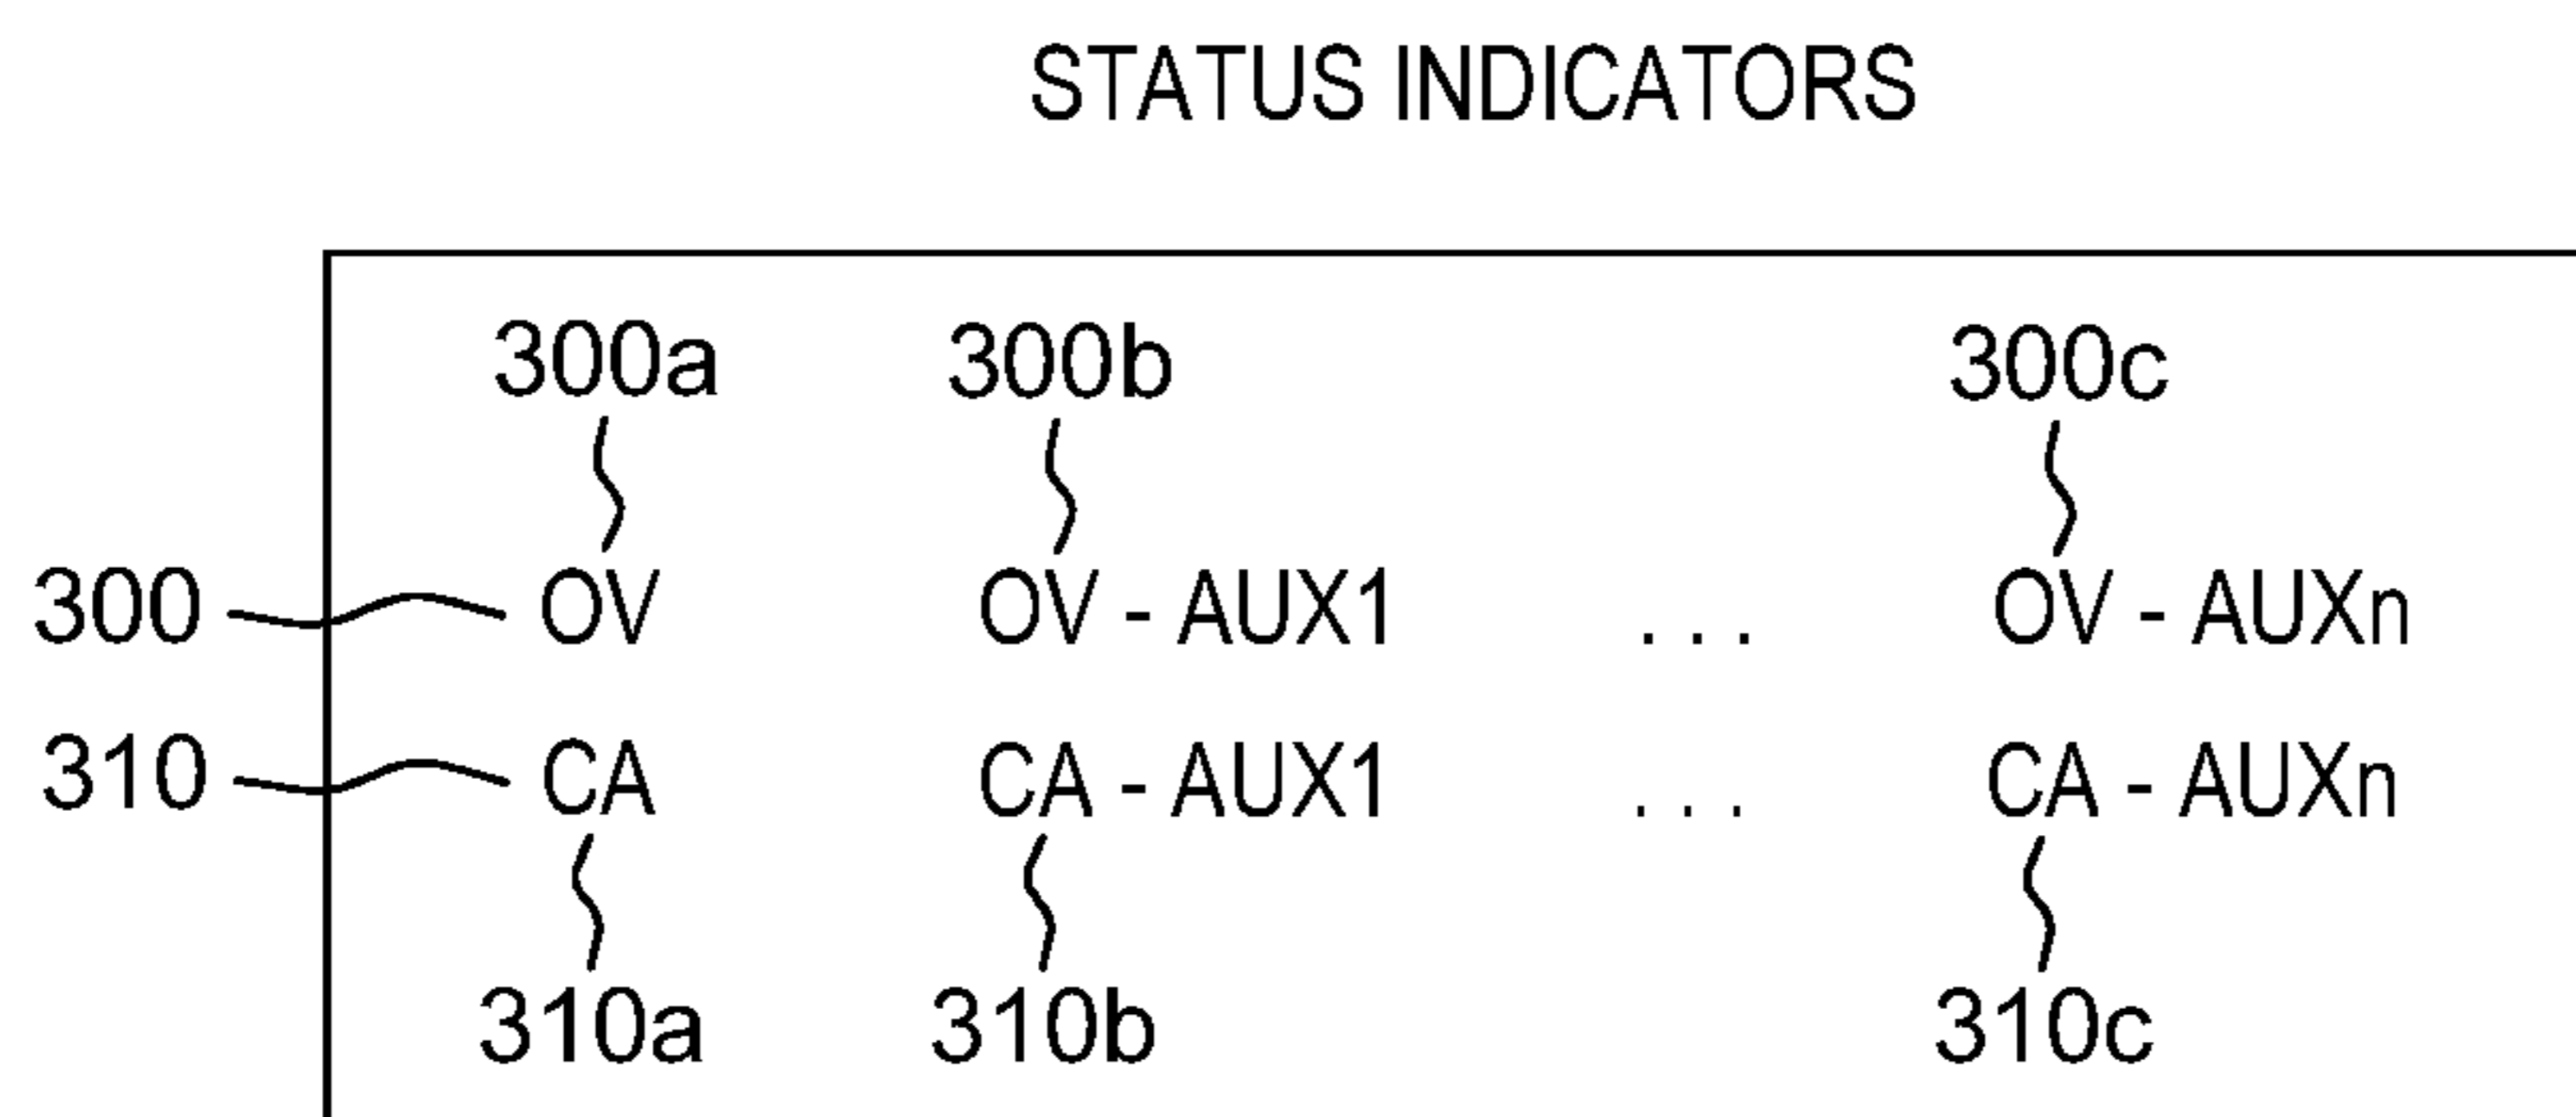 STATUS INDICATORS
300a 300b 300c
300 OV OV - AUX1 . . . OV - AUXn
310 CA CA - AUX1 . . . CA - AUXn
310a 310b 310c